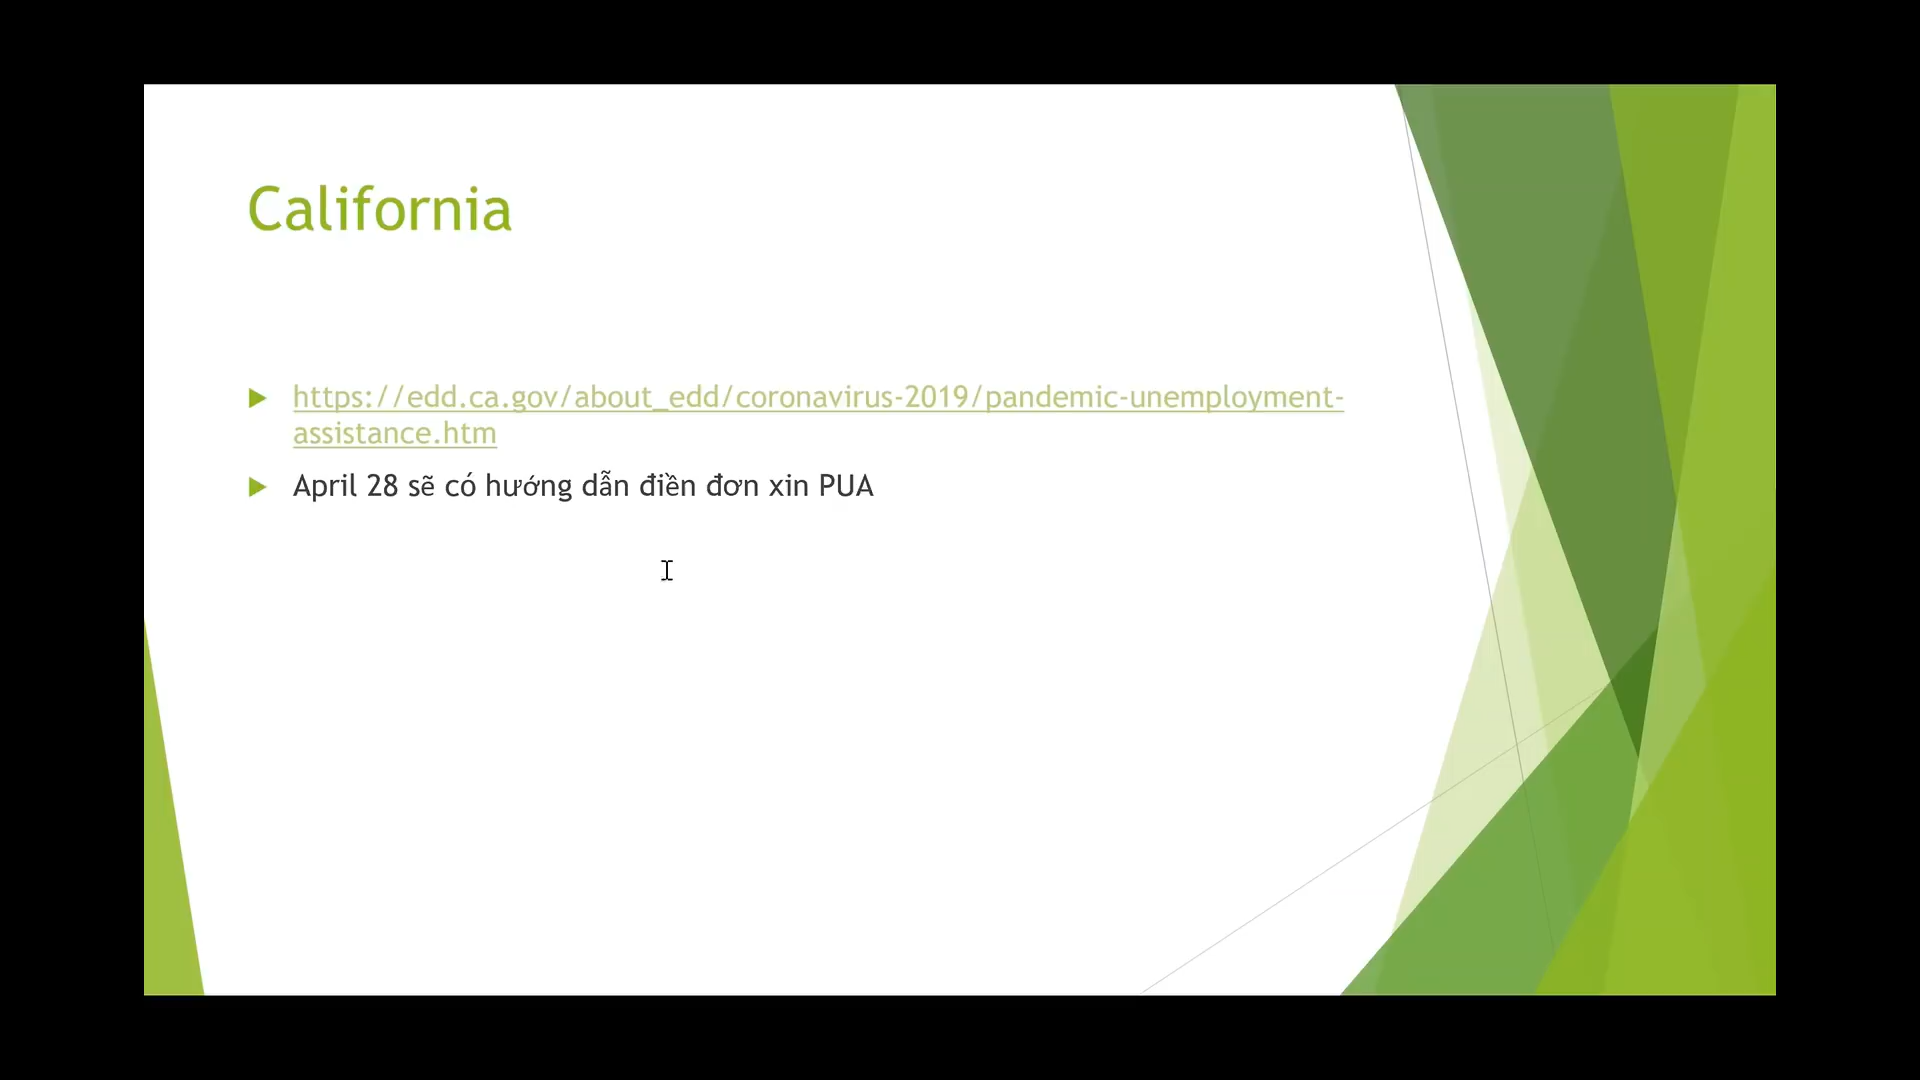 California
https://edd.ca.gov/about_edd/coronavirus-2019/pandemic-unemployment-
assistance.htm
April 28 sẽ có hướng dẫn điền đơn xin PUA